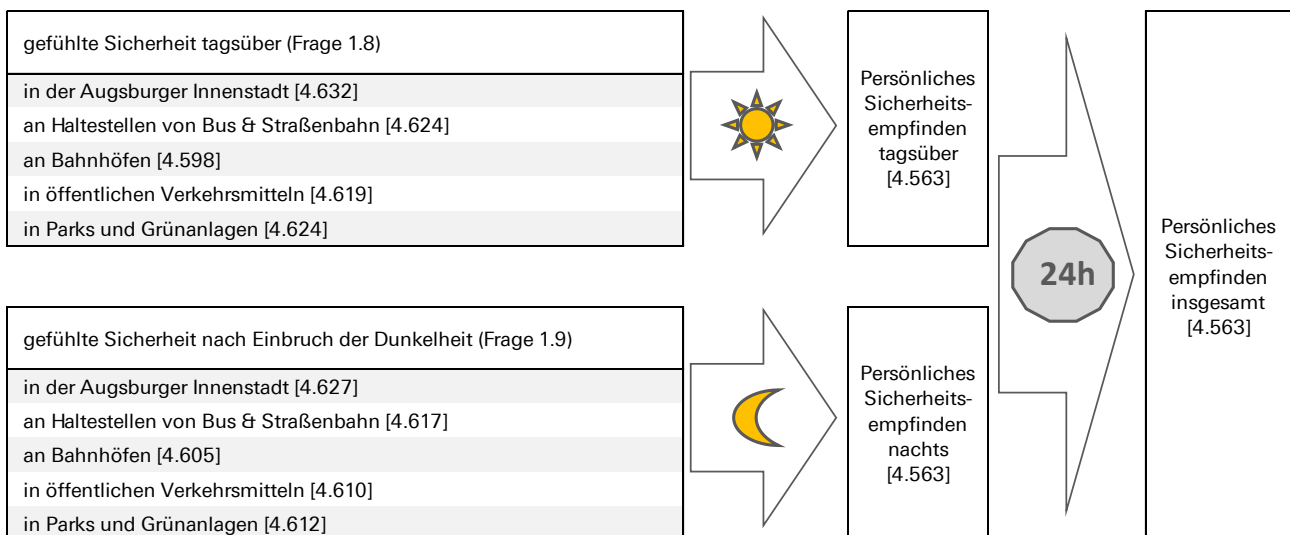 gefühlte Sicherheit tagsüber (Frage 1.8)
in der Augsburger Innenstadt [4.632]
an Haltestellen von Bus & Straßenbahn [4.624]
an Bahnhöfen [4.598]
in öffentlichen Verkehrsmitteln [4.619]
in Parks und Grünanlagen [4.624]
Persönliches
Sicherheits-
empfinden
tagsüber
[4.563]
gefühlte Sicherheit nach Einbruch der Dunkelheit (Frage 1.9)
in der Augsburger Innenstadt [4.627]
an Haltestellen von Bus & Straßenbahn [4.617]
an Bahnhöfen [4.605]
in öffentlichen Verkehrsmitteln [4.610]
in Parks und Grünanlagen [4.612]
Persönliches
Sicherheits-
empfinden
nachts
[4.563]
24h
Persönliches
Sicherheits-
empfinden
insgesamt
[4.563]